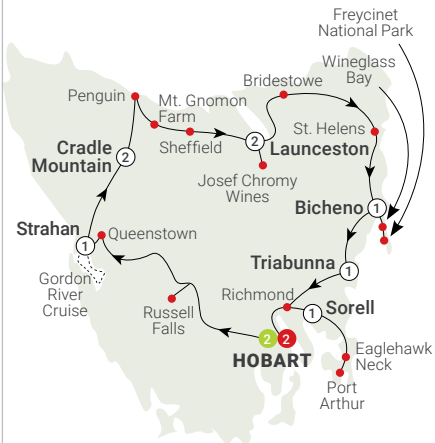 Freycinet
National Park
Wineglass
Bay
Bridestowe
Penguin
Mt. Gnomon
Farm
Sheffield
St. Helens
2
Launceston
Cradle
Mountain
2
Josef Chromy
Wines
Bicheno
1
Strahan
1
Queenstown
Triabunna
1
Gordon
River
Cruise
Richmond
Russell
Falls
1
Sorell
2
2
HOBART
Eaglehawk
Neck
Port
Arthur